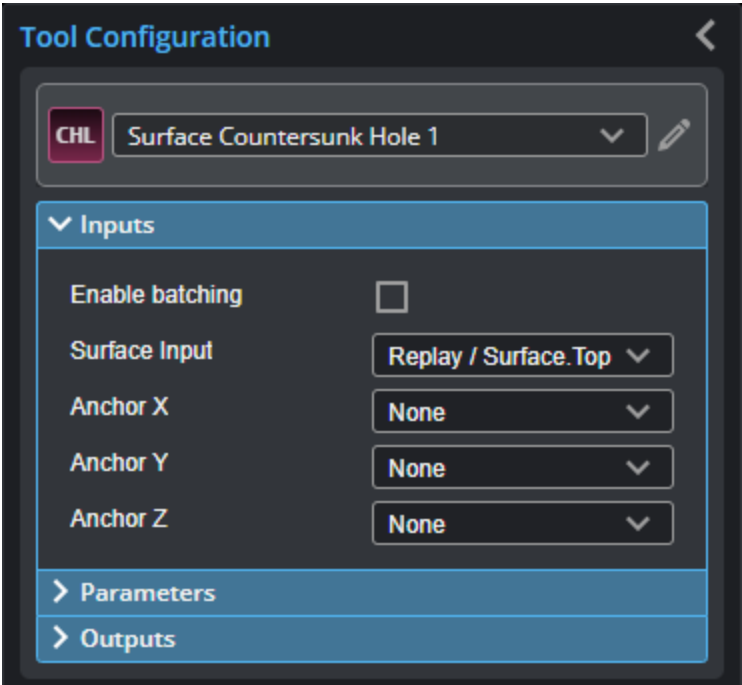 Tool Configuration
CHL Surface Countersunk Hole 1
Inputs
Enable batching
Surface Input Replay / Surface.Top
Anchor X None
Anchor Y None
Anchor Z None
Parameters
Outputs